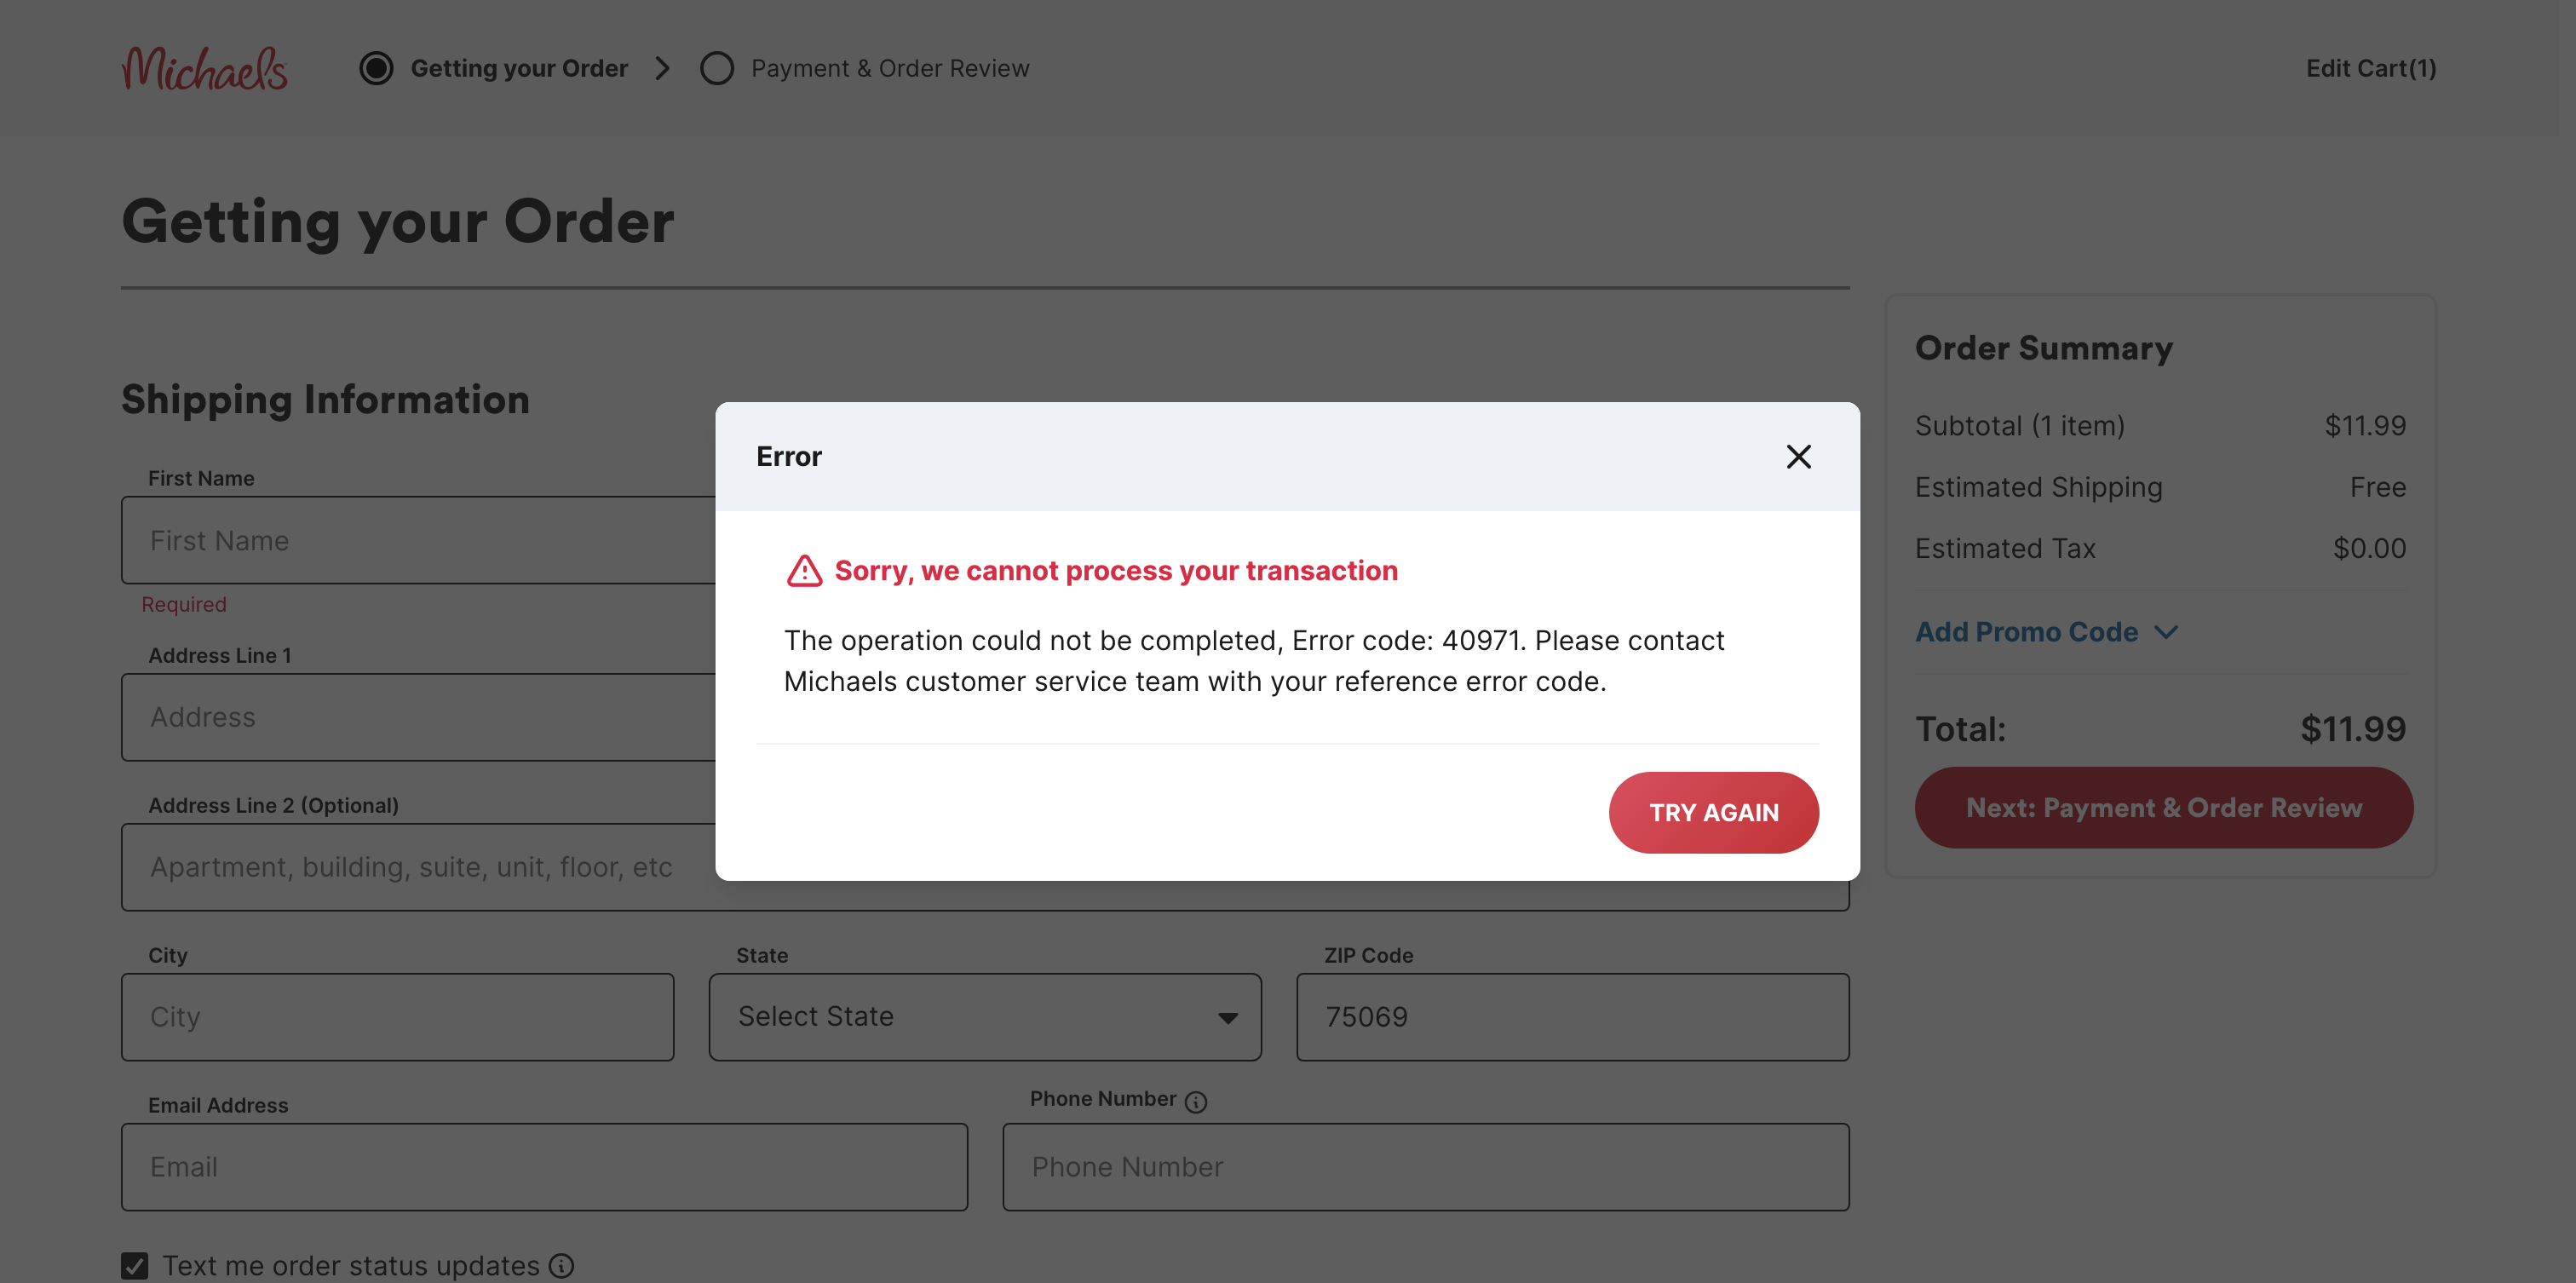 Michaels
Getting your Order
Payment & Order Review
Edit Cart(1)
Getting your Order
Shipping Information
First Name
First Name
Required
Address Line 1
Address
Address Line 2 (Optional)
Apartment, building, suite, unit, floor, etc
City
City
State
Select State
ZIP Code
75069
Email Address
Email
Phone Number
Phone Number
Text me order status updates
Error
Sorry, we cannot process your transaction
The operation could not be completed, Error code: 40971. Please contact
Michaels customer service team with your reference error code.
TRY AGAIN
Order Summary
Subtotal (1 item) $11.99
Estimated Shipping Free
Estimated Tax $0.00
Add Promo Code
Total: $11.99
Next: Payment & Order Review